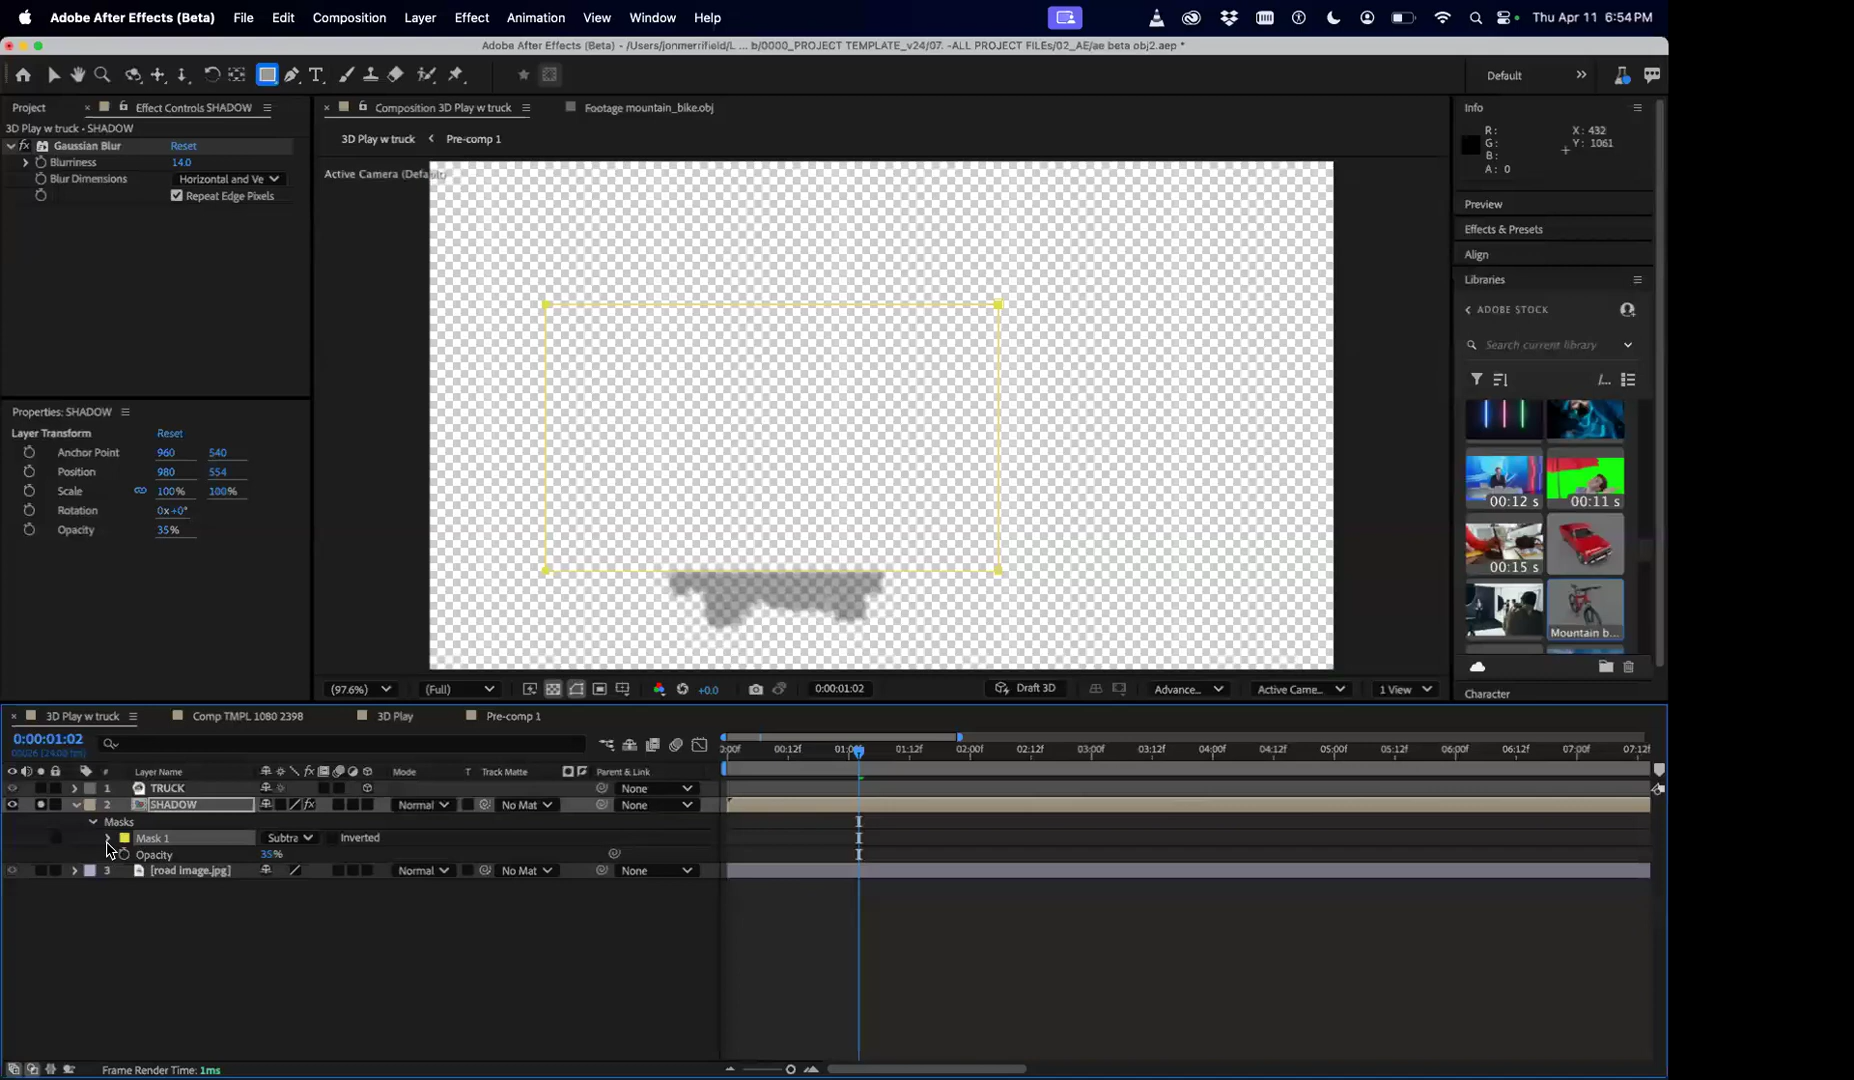 Adobe After Effects (Beta) File Edit Composition Layer Effect Animation View Window Help Thu Apr 11 6:54 PM
Adobe After Effects (Beta) - /Users/jonmerrifield/L ... b/0000_PROJECT TEMPLATE_v24/07. -ALL PROJECT FILEs/02_AE/ae beta obj2.aep *
Default
Project Effect Controls SHADOW
3D Play w truck • SHADOW
fx Gaussian Blur Reset
Blurriness 14.0
Blur Dimensions Horizontal and Ve
Repeat Edge Pixels
Composition 3D Play w truck Footage mountain_bike.obj
3D Play w truck Pre-comp 1
Active Camera (Default)
Info
R: X: 432
G: Y: 1061
B:
A: 0
Preview
Effects & Presets
Align
Libraries
ADOBE STOCK
Search current library
00:12 s 00:11 s
00:15 s
Mountain b...
Character
Properties: SHADOW
Layer Transform Reset
Anchor Point 960 540
Position 980 554
Scale 100% 100%
Rotation 0x+0°
Opacity 35%
(97.6%) (Full) +0.0 0:00:01:02 Draft 3D Advance... Active Came... 1 View
3D Play w truck Comp TMPL 1080 2398 3D Play Pre-comp 1
0:00:01:02
00026 (24.00 fps)
:00f 00:12f 01:00f 01:12f 02:00f 02:12f 03:00f 03:12f 04:00f 04:12f 05:00f 05:12f 06:00f 06:12f 07:00f 07:12f
# Layer Name fx Mode T Track Matte Parent & Link
1 TRUCK None
2 SHADOW fx Normal No Mat None
Masks
Mask 1 Subtra Inverted
Opacity 35%
3 [road image.jpg] Normal No Mat None
Frame Render Time: 1ms